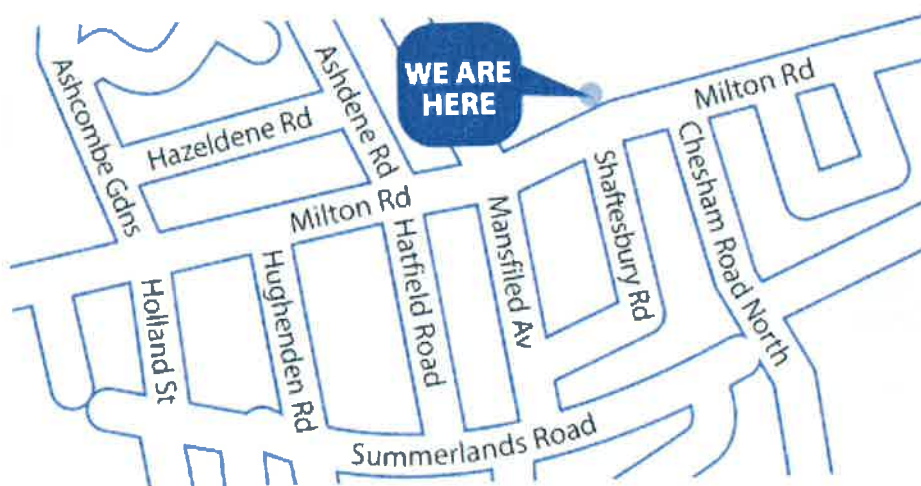 Ashcombe Gdns
Hazeldene Rd
Ashdene Rd
WE ARE
HERE
Milton Rd
Milton Rd
Holland St
Hughenden Rd
Hatfield Road
Mansfiled Av
Shaftesbury Rd
Chesham Road North
Summerlands Road